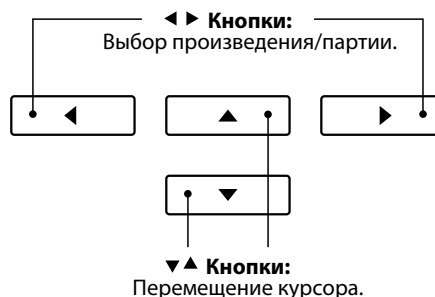 ◀ ▶ Кнопки:
Выбор произведения/партии.
▼▲ Кнопки:
Перемещение курсора.